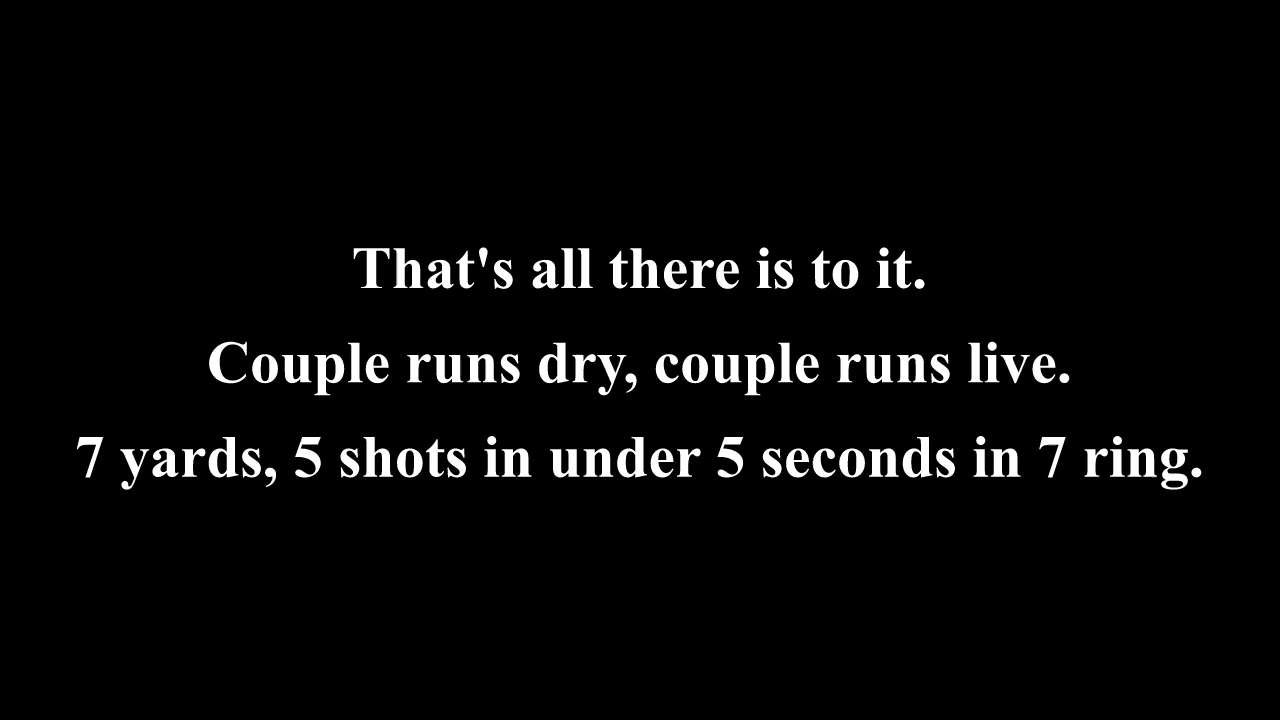 That's all there is to it.
Couple runs dry, couple runs live.
7 yards, 5 shots in under 5 seconds in 7 ring.